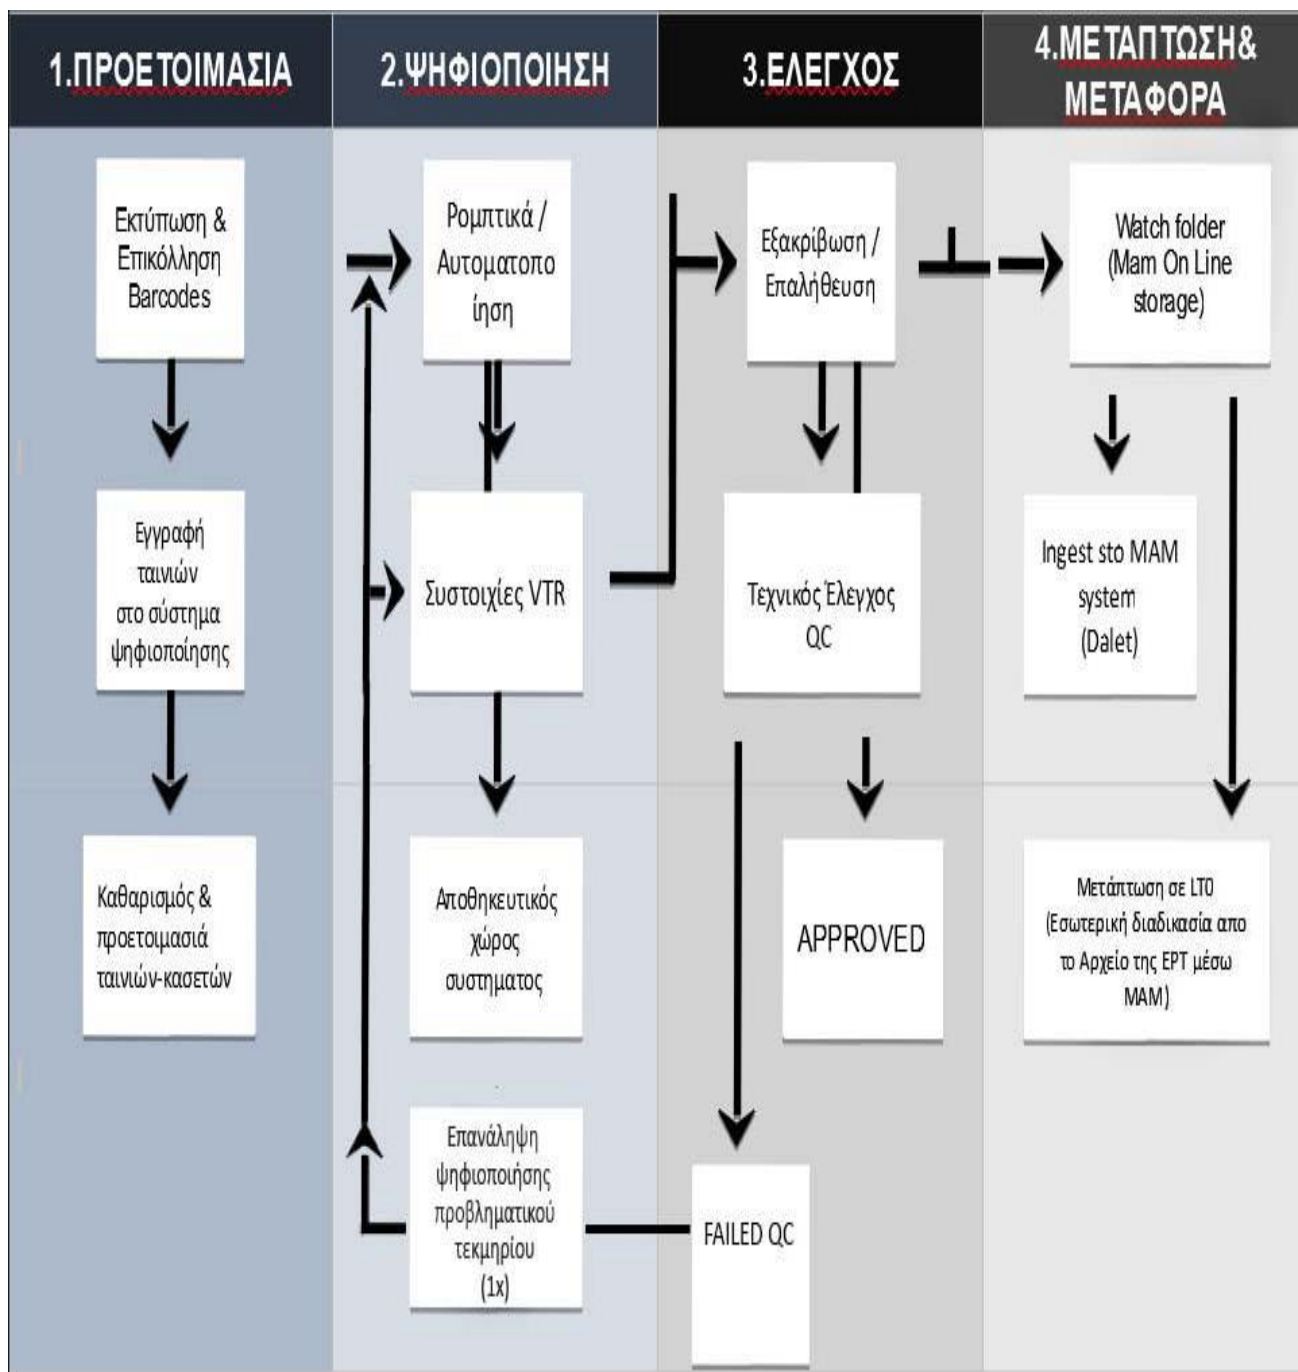 1.ΠΡΟΕΤΟΙΜΑΣΙΑ
Εκτύπωση &
Επικόλληση
Barcodes
Εγγραφή
ταινιών
στο σύστημα
ψηφιοποίησης
Καθαρισμός &
προετοιμασιά
ταινιών-κασετών
2.ΨΗΦΙΟΠΟΙΗΣΗ
Ρομπτικά /
Αυτοματοπο
ίηση
Συστοιχίες VTR
Αποθηκευτικός
χώρος
συστηματος
Επανάληψη
ψηφιοποιήσης
προβληματικού
τεκμηρίου
(1x)
3.ΕΛΕΓΧΟΣ
Εξακρίβωση /
Επαλήθευση
Τεχνικός Έλεγχος
QC
APPROVED
FAILED QC
4.ΜΕΤΑΠΤΩΣΗ&
ΜΕΤΑΦΟΡΑ
Watch folder
(Mam On Line
storage)
Ingest sto MAM
system
(Dalet)
Μετάπτωση σε LTO
(Εσωτερική διαδικασία απο
το Αρχείο της ΕΡΤ μέσω
MAM)